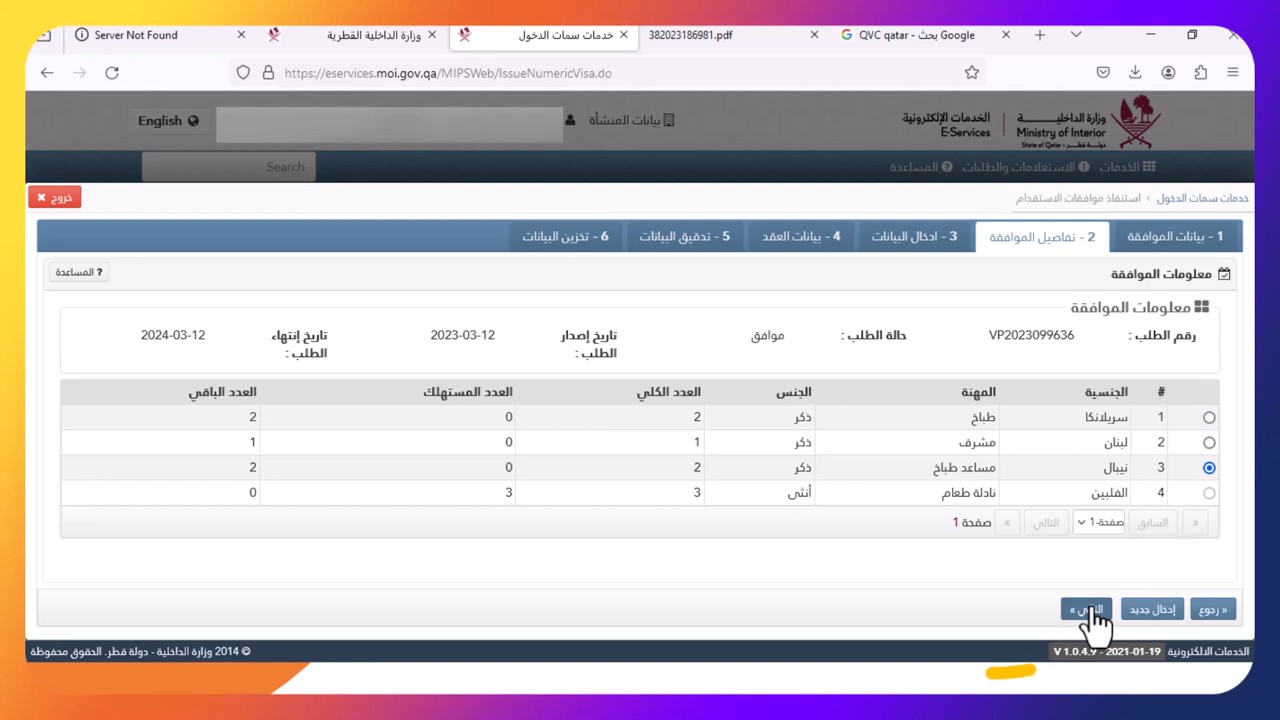 Server Not Found
وزارة الداخلية القطرية
خدمات سمات الدخول
382023186981.pdf
QVC qatar - بحث Google
https://eservices.moi.gov.qa/MIPSWeb/IssueNumericVisa.do
English
بيانات المنشأة
الخدمات الإلكترونية
E-Services
وزارة الداخلية
Ministry of Interior
State of Qatar - دولة قطر
الخدمات
الاستعلامات والطلبات
المساعدة
Search
خدمات سمات الدخول › استنفاذ موافقات الاستقدام
خروج
1 - بيانات الموافقة
2 - تفاصيل الموافقة
3 - ادخال البيانات
4 - بيانات العقد
5 - تدقيق البيانات
6 - تخزين البيانات
معلومات الموافقة
? المساعدة
معلومات الموافقة
رقم الطلب : VP2023099636 حالة الطلب : موافق تاريخ إصدار الطلب : 2023-03-12 تاريخ إنتهاء الطلب : 2024-03-12
# الجنسية المهنة الجنس العدد الكلي العدد المستهلك العدد الباقي
1 سريلانكا طباخ ذكر 2 0 2
2 لبنان مشرف ذكر 1 0 1
3 نيبال مساعد طباخ ذكر 2 0 2
4 الفلبين نادلة طعام أنثى 3 3 0
« السابق صفحة-1 التالي » صفحة 1
« رجوع
إدخال جديد
التالي »
الخدمات الالكترونية V 1.0.4.9 - 2021-01-19
© 2014 وزارة الداخلية - دولة قطر. الحقوق محفوظة